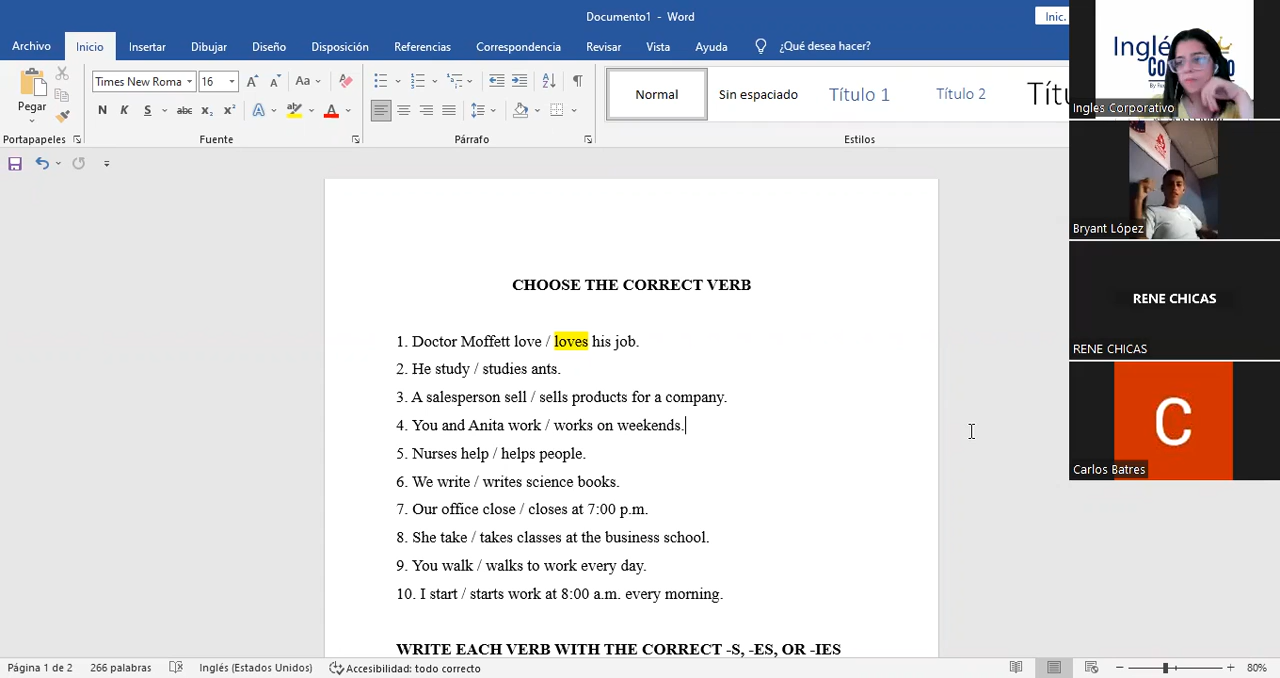 Documento1 - Word
Inic.
Archivo Inicio Insertar Dibujar Diseño Disposición Referencias Correspondencia Revisar Vista Ayuda ¿Qué desea hacer?
Times New Roma 16 Aa
Pegar
N K S abc x₂ x² A A
Normal Sin espaciado Título 1 Título 2 Títu
Portapapeles Fuente Párrafo Estilos
CHOOSE THE CORRECT VERB
1. Doctor Moffett love / loves his job.
2. He study / studies ants.
3. A salesperson sell / sells products for a company.
4. You and Anita work / works on weekends.
5. Nurses help / helps people.
6. We write / writes science books.
7. Our office close / closes at 7:00 p.m.
8. She take / takes classes at the business school.
9. You walk / walks to work every day.
10. I start / starts work at 8:00 a.m. every morning.
WRITE EACH VERB WITH THE CORRECT -S, -ES, OR -IES
Página 1 de 2 266 palabras Inglés (Estados Unidos) Accesibilidad: todo correcto 80%
Ingles Corporativo
Bryant López
RENE CHICAS
RENE CHICAS
C
Carlos Batres